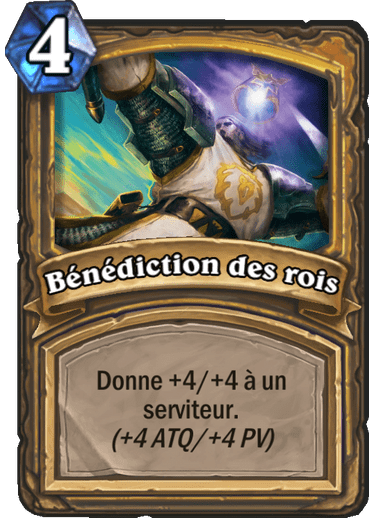 4
Bénédiction des rois
Donne +4/+4 à un
serviteur.
(+4 ATQ/+4 PV)